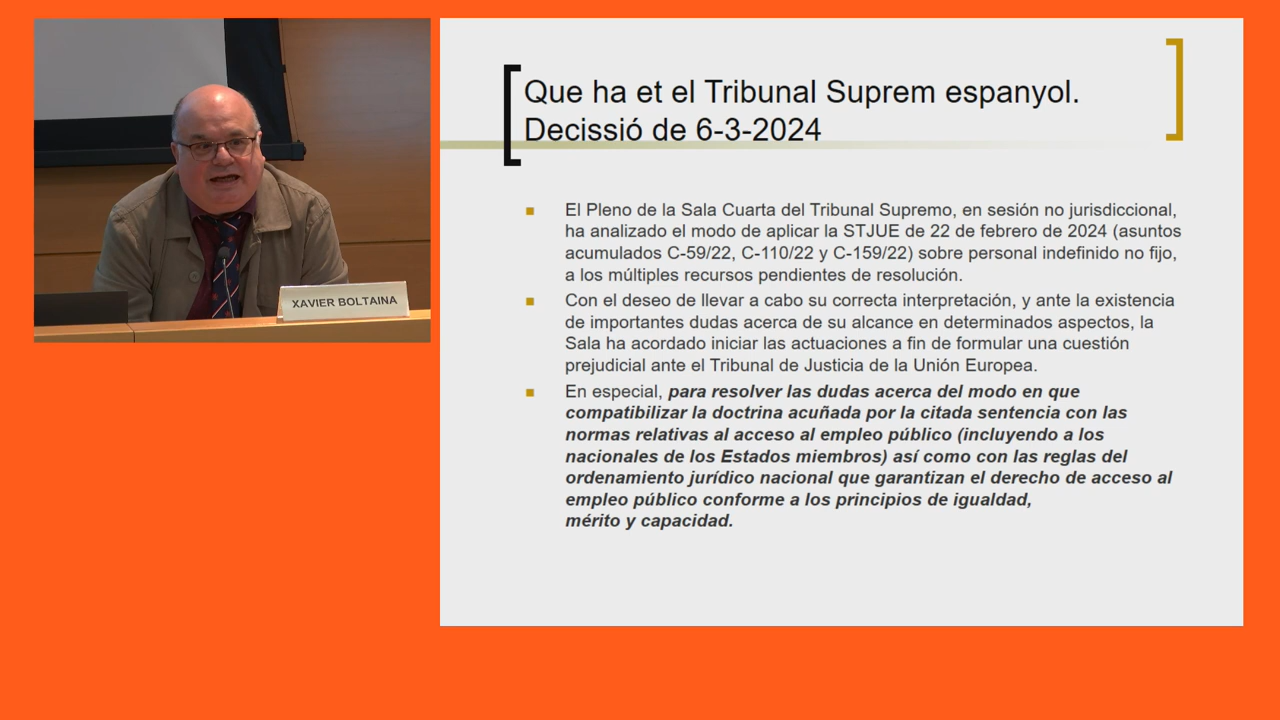 Que ha et el Tribunal Suprem espanyol.
Decissió de 6-3-2024
El Pleno de la Sala Cuarta del Tribunal Supremo, en sesión no jurisdiccional,
ha analizado el modo de aplicar la STJUE de 22 de febrero de 2024 (asuntos
acumulados C-59/22, C-110/22 y C-159/22) sobre personal indefinido no fijo,
a los múltiples recursos pendientes de resolución.
Con el deseo de llevar a cabo su correcta interpretación, y ante la existencia
de importantes dudas acerca de su alcance en determinados aspectos, la
Sala ha acordado iniciar las actuaciones a fin de formular una cuestión
prejudicial ante el Tribunal de Justicia de la Unión Europea.
En especial, para resolver las dudas acerca del modo en que
compatibilizar la doctrina acuñada por la citada sentencia con las
normas relativas al acceso al empleo público (incluyendo a los
nacionales de los Estados miembros) así como con las reglas del
ordenamiento jurídico nacional que garantizan el derecho de acceso al
empleo público conforme a los principios de igualdad,
mérito y capacidad.
XAVIER BOLTAINA